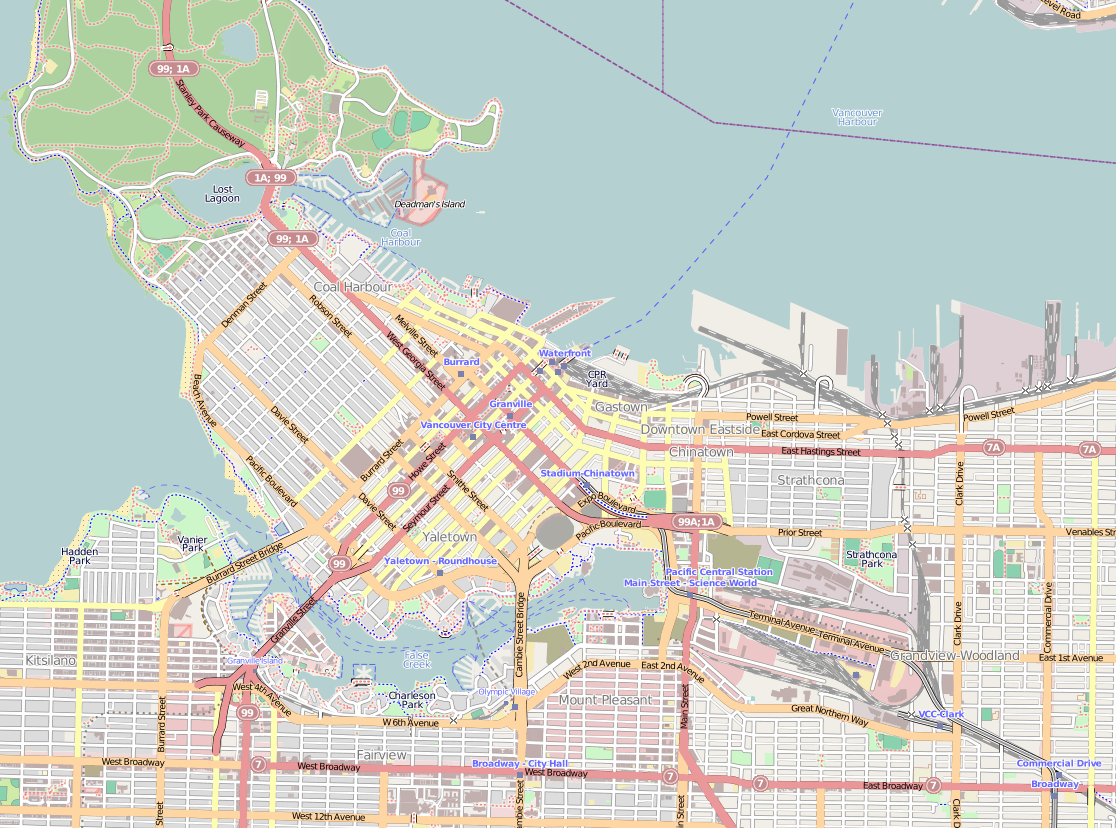 Level Road
99; 1A
Stanley Park Causeway
Vancouver
Harbour
1A; 99
Lost
Lagoon
Deadman's Island
99; 1A
Coal
Harbour
Coal Harbour
Denman Street
Robson Street
Melville Street
West Georgia Street
Waterfront
Burrard
CPR
Yard
Beach Avenue
Granville
Gastown
Vancouver City Centre
Davie Street
Downtown Eastside
Powell Street
Powell Street
East Cordova Street
7A
7A
East Hastings Street
Chinatown
Burrard Street
Howe Street
Pacific Boulevard
Smithe Street
Stadium-Chinatown
Strathcona
Clark Drive
99
Davie Street
Seymour Street
Expo Boulevard
Pacific Boulevard
99A;1A
Prior Street
Venables St
Yaletown
Vanier
Park
Hadden
Park
Burrard Street Bridge
99
Yaletown - Roundhouse
Strathcona
Park
Pacific Central Station
Main Street - Science World
Granville Street
Cambie Street Bridge
Terminal Avenue
Terminal Avenue
Clark Drive
Commercial Drive
Kitsilano
Granville Island
False
Creek
West 2nd Avenue
East 2nd Avenue
Grandview-Woodland
East 1st Avenue
West 4th Avenue
Charleson
Park
Olympic Village
Mount Pleasant
Main Street
Great Northern Way
VCC-Clark
99
W 6th Avenue
Burrard Street
Fairview
West Broadway
7
West Broadway
Broadway - City Hall
West Broadway
7
7
East Broadway
7
Commercial Drive
Broadway
Street
West 12th Avenue
mbie Street
in Street
Clark D